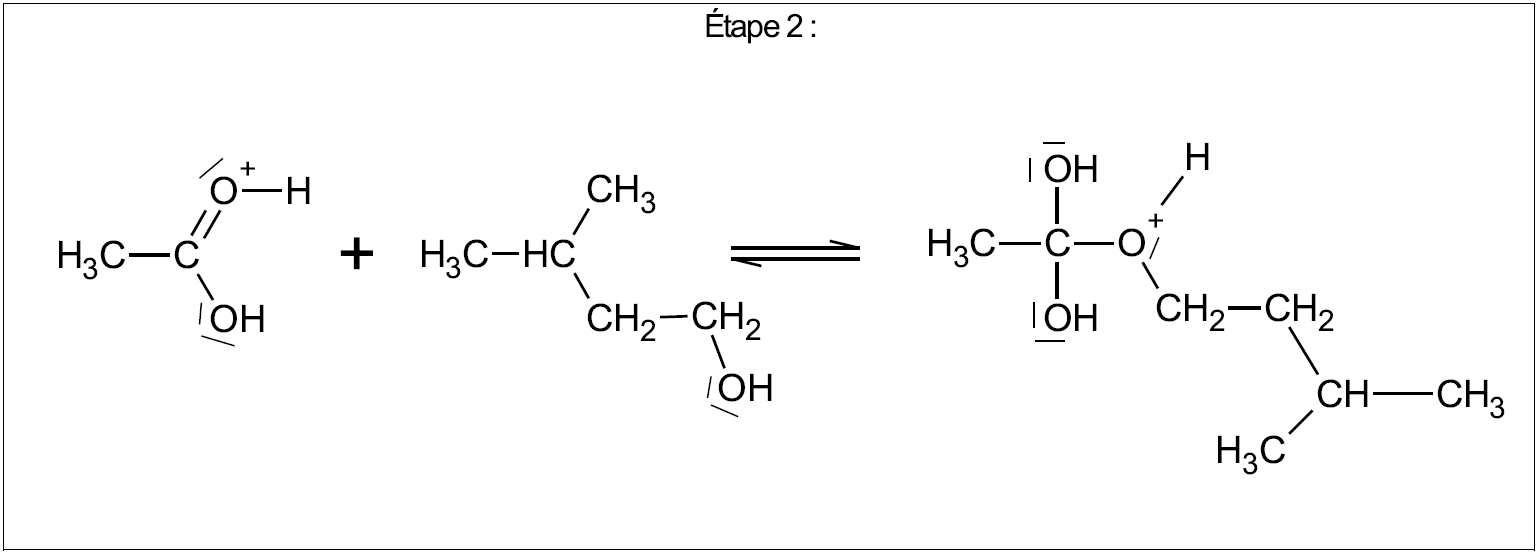 Étape 2 :
O⁺—H
H₃C—C
OH
+
CH₃
H₃C—HC
CH₂—CH₂
OH
H
OH
H₃C—C—O⁺
OH
CH₂—CH₂
CH—CH₃
H₃C